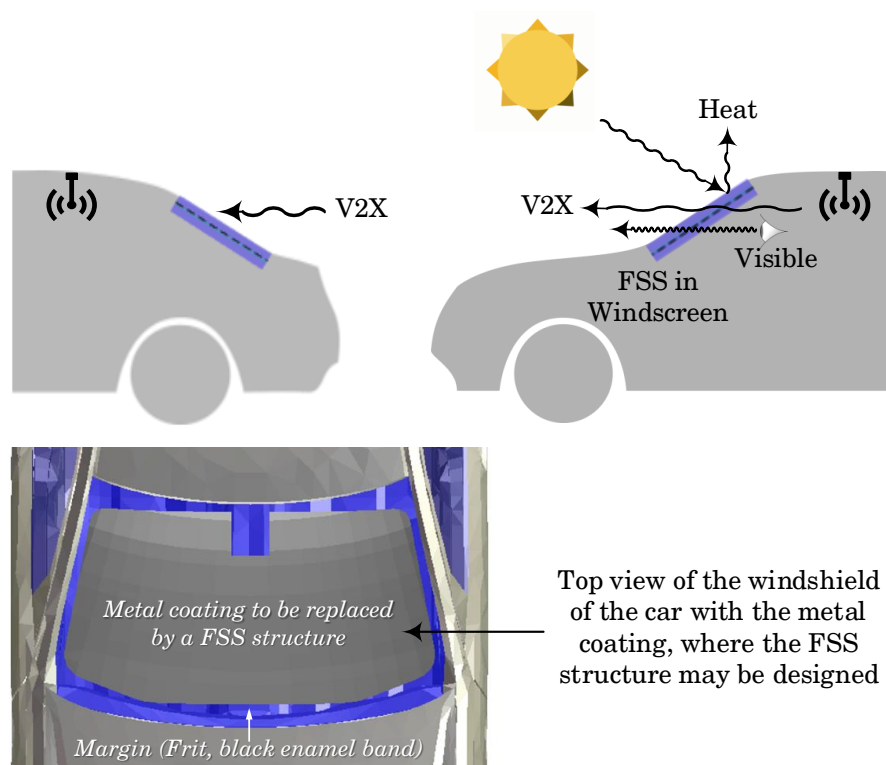 Heat
V2X
V2X
Visible
FSS in
Windscreen
Metal coating to be replaced
by a FSS structure
Top view of the windshield
of the car with the metal
coating, where the FSS
structure may be designed
Margin (Frit, black enamel band)